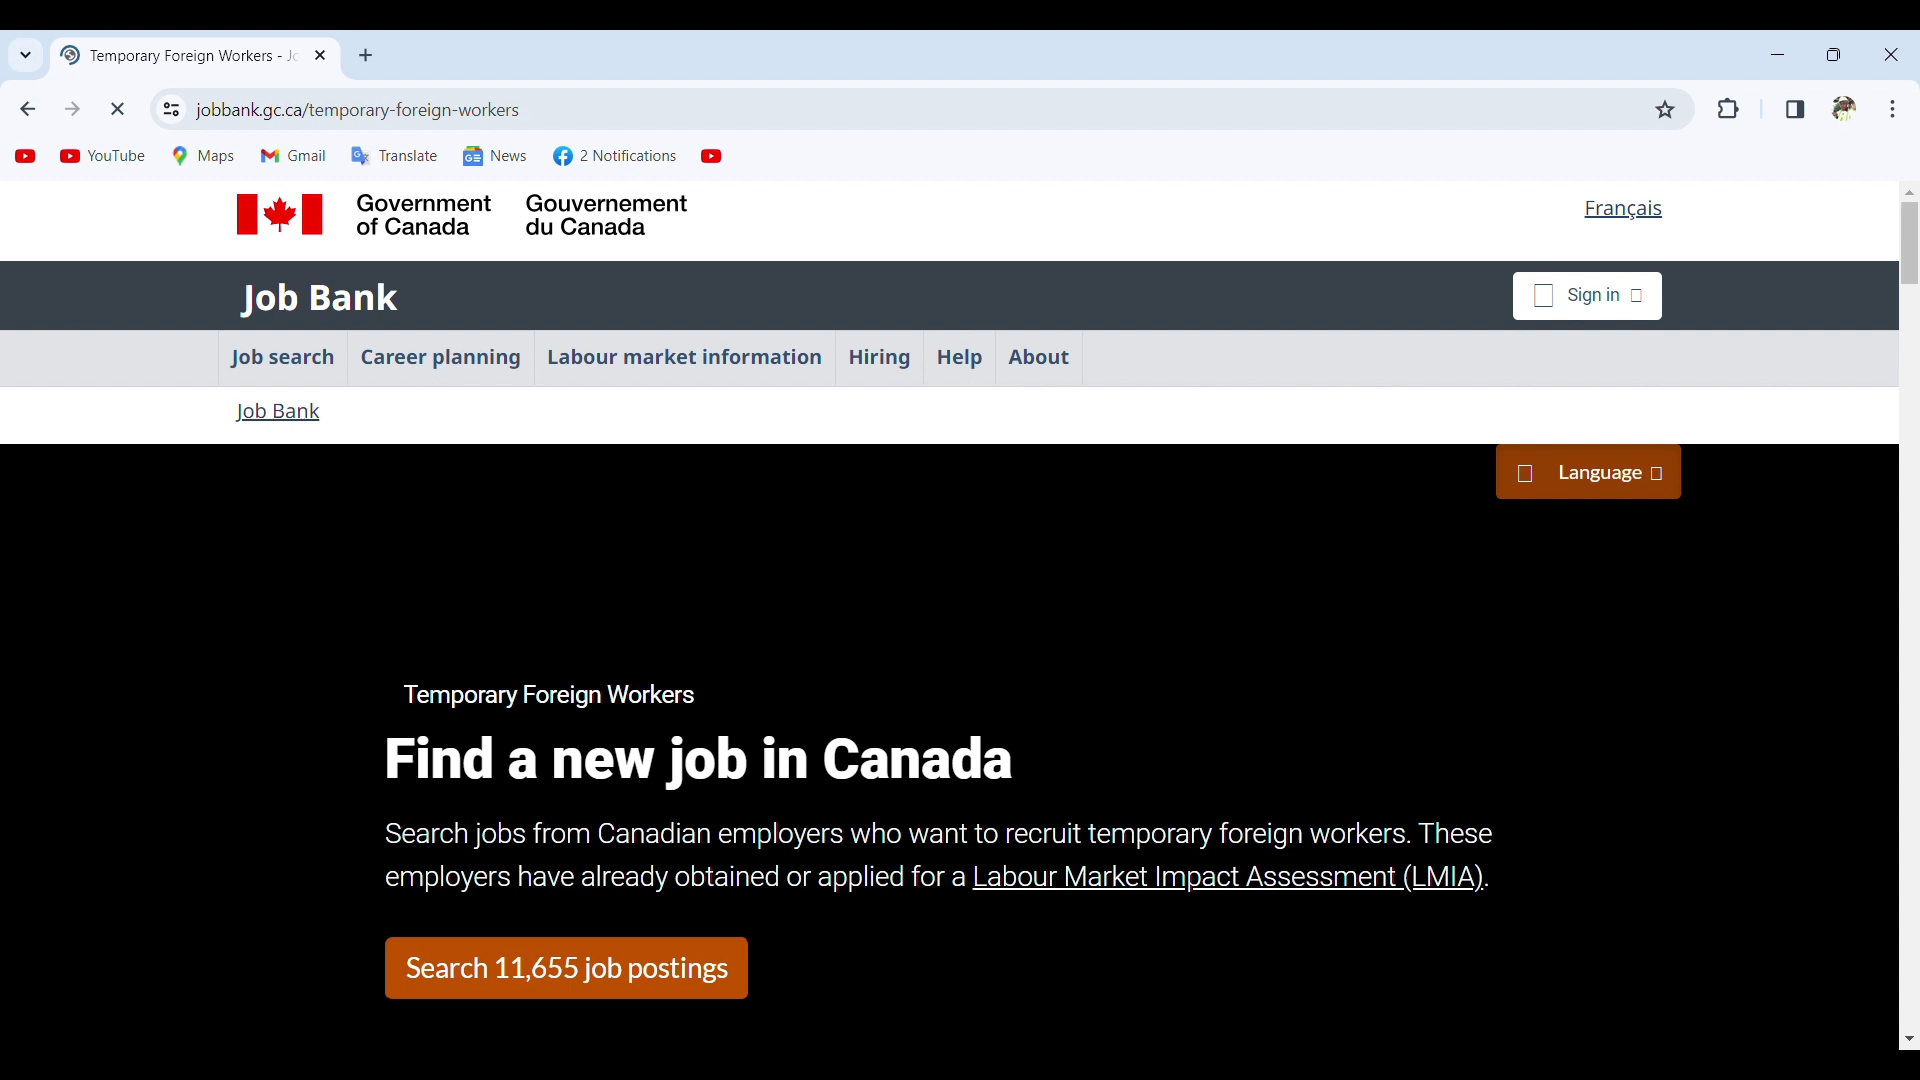 Temporary Foreign Workers - Jo
jobbank.gc.ca/temporary-foreign-workers
YouTube Maps Gmail Translate News 2 Notifications
Government of Canada
Gouvernement du Canada
Français
Job Bank
Sign in
Job search Career planning Labour market information Hiring Help About
Job Bank
Language
Temporary Foreign Workers
Find a new job in Canada
Search jobs from Canadian employers who want to recruit temporary foreign workers. These
employers have already obtained or applied for a Labour Market Impact Assessment (LMIA).
Search 11,655 job postings